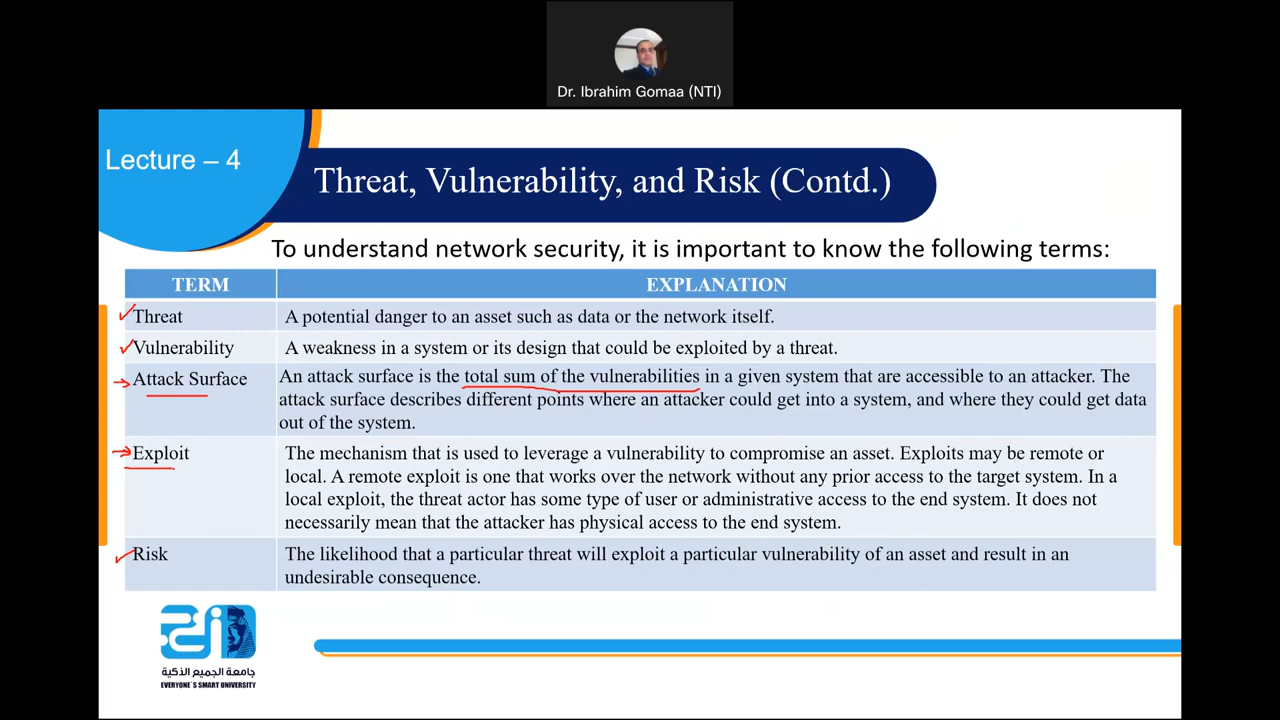 Dr. Ibrahim Gomaa (NTI)
Lecture – 4
Threat, Vulnerability, and Risk (Contd.)
To understand network security, it is important to know the following terms:
TERM EXPLANATION
Threat A potential danger to an asset such as data or the network itself.
Vulnerability A weakness in a system or its design that could be exploited by a threat.
Attack Surface An attack surface is the total sum of the vulnerabilities in a given system that are accessible to an attacker. The
attack surface describes different points where an attacker could get into a system, and where they could get data
out of the system.
Exploit The mechanism that is used to leverage a vulnerability to compromise an asset. Exploits may be remote or
local. A remote exploit is one that works over the network without any prior access to the target system. In a
local exploit, the threat actor has some type of user or administrative access to the end system. It does not
necessarily mean that the attacker has physical access to the end system.
Risk The likelihood that a particular threat will exploit a particular vulnerability of an asset and result in an
undesirable consequence.
جامعة الجميع الذكية
EVERYONE`S SMART UNIVERSITY